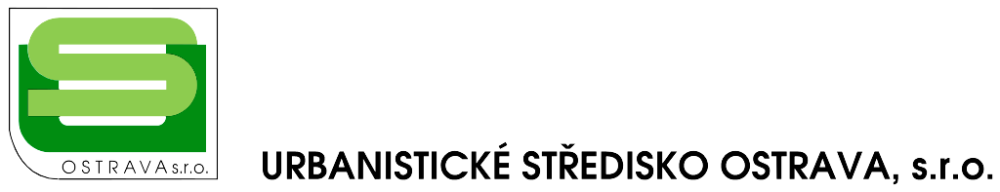 OSTRAVA s.r.o.
URBANISTICKÉ STŘEDISKO OSTRAVA, s.r.o.